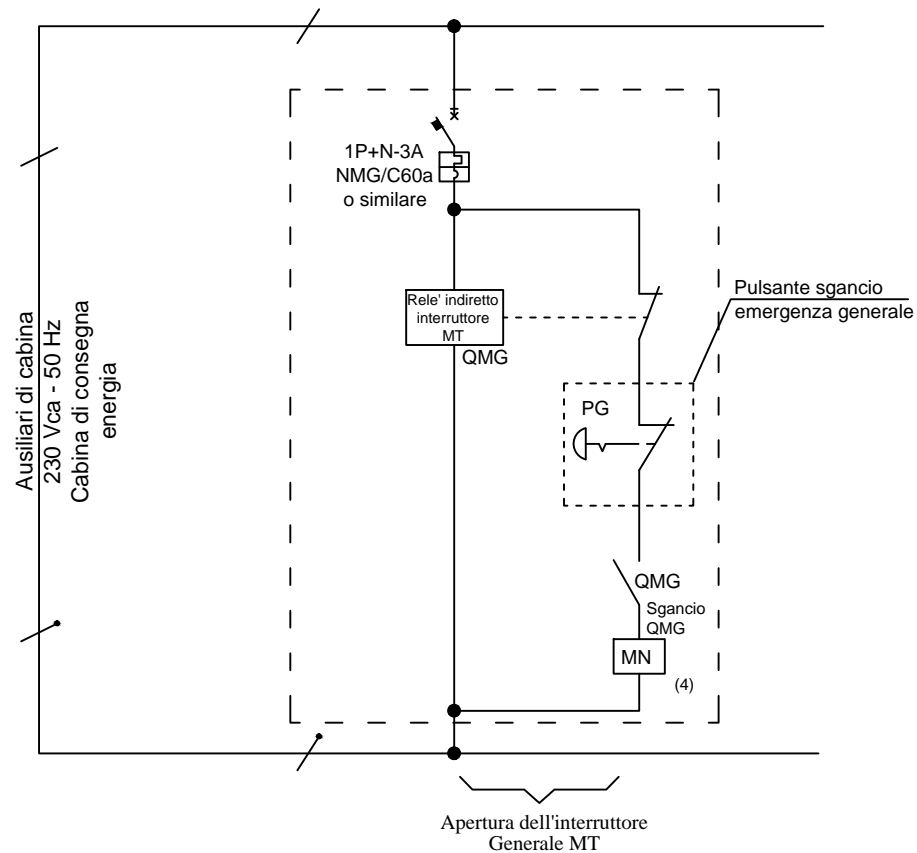 1P+N-3A
NMG/C60a
o similare
Rele' indiretto
interruttore
MT
QMG
Pulsante sgancio
emergenza generale
PG
Ausiliari di cabina
230 Vca - 50 Hz
Cabina di consegna
energia
QMG
Sgancio
QMG
MN
(4)
Apertura dell'interruttore
Generale MT